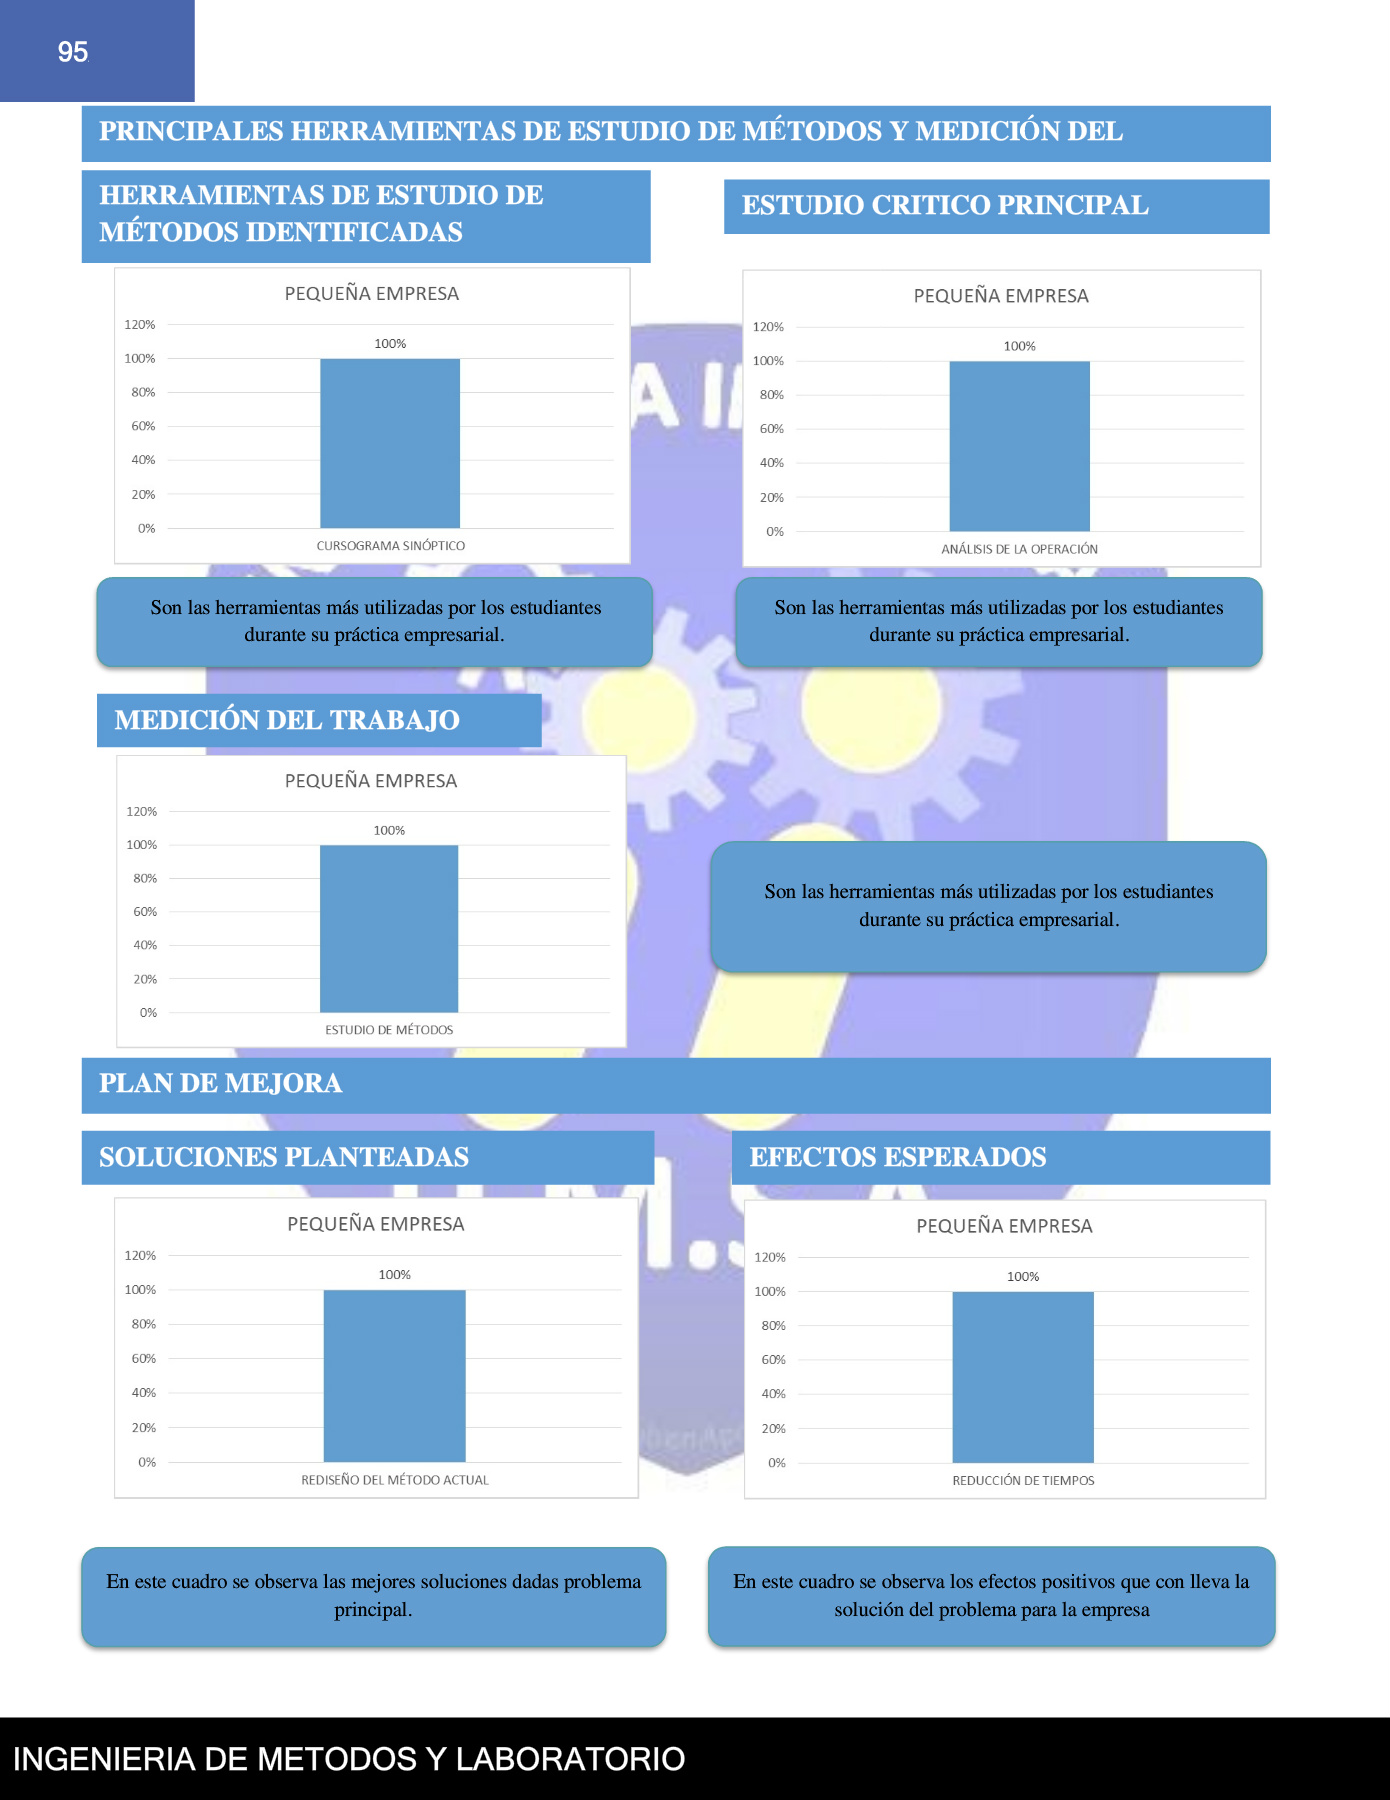 95
PRINCIPALES HERRAMIENTAS DE ESTUDIO DE MÉTODOS Y MEDICIÓN DEL
HERRAMIENTAS DE ESTUDIO DE
MÉTODOS IDENTIFICADAS
ESTUDIO CRITICO PRINCIPAL
PEQUEÑA EMPRESA
120%
100%
100%
80%
60%
40%
20%
0%
CURSOGRAMA SINÓPTICO
PEQUEÑA EMPRESA
120%
100%
100%
80%
60%
40%
20%
0%
ANÁLISIS DE LA OPERACIÓN
Son las herramientas más utilizadas por los estudiantes
durante su práctica empresarial.
Son las herramientas más utilizadas por los estudiantes
durante su práctica empresarial.
MEDICIÓN DEL TRABAJO
PEQUEÑA EMPRESA
120%
100%
100%
80%
60%
40%
20%
0%
ESTUDIO DE MÉTODOS
Son las herramientas más utilizadas por los estudiantes
durante su práctica empresarial.
PLAN DE MEJORA
SOLUCIONES PLANTEADAS
EFECTOS ESPERADOS
PEQUEÑA EMPRESA
120%
100%
100%
80%
60%
40%
20%
0%
REDISEÑO DEL MÉTODO ACTUAL
PEQUEÑA EMPRESA
120%
100%
100%
80%
60%
40%
20%
0%
REDUCCIÓN DE TIEMPOS
En este cuadro se observa las mejores soluciones dadas problema
principal.
En este cuadro se observa los efectos positivos que con lleva la
solución del problema para la empresa
INGENIERIA DE METODOS Y LABORATORIO